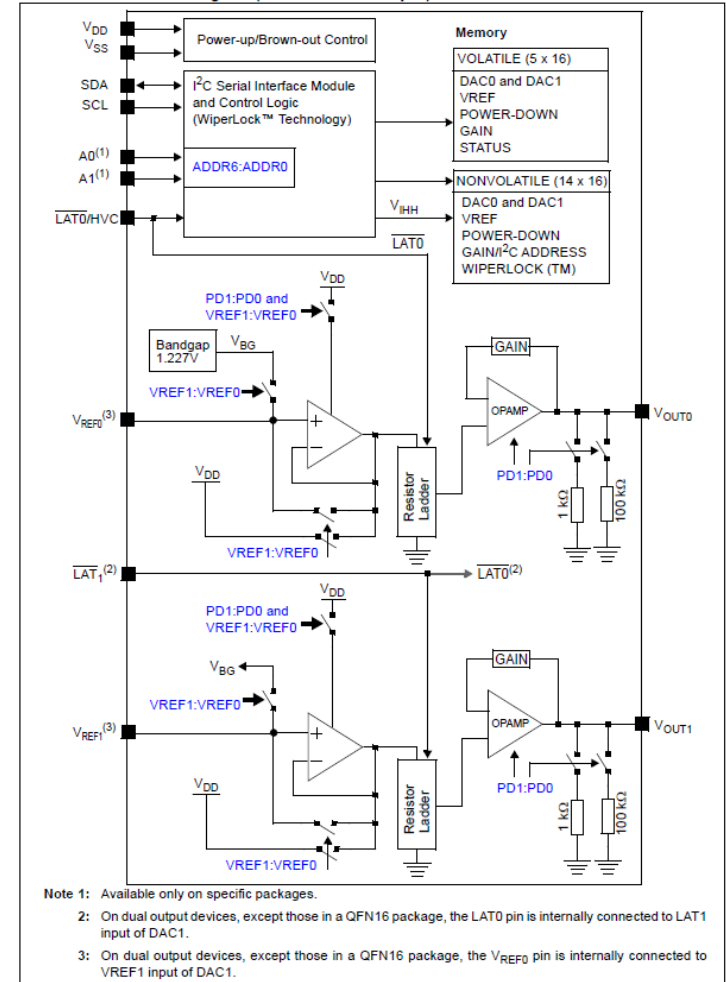 VDD
VSS
Power-up/Brown-out Control
Memory
VOLATILE (5 x 16)
DAC0 and DAC1
VREF
POWER-DOWN
GAIN
STATUS
SDA
SCL
I2C Serial Interface Module
and Control Logic
(WiperLock™ Technology)
A0(1)
A1(1)
ADDR6:ADDR0
NONVOLATILE (14 x 16)
DAC0 and DAC1
VREF
POWER-DOWN
GAIN/I2C ADDRESS
WIPERLOCK (TM)
LAT0/HVC
VIHH
LAT0
VDD
PD1:PD0 and
VREF1:VREF0
Bandgap
1.227V
VBG
VREF1:VREF0
VREF0(3)
+
–
VDD
VREF1:VREF0
Resistor
Ladder
GAIN
OPAMP
PD1:PD0
VOUT0
1 kΩ
100 kΩ
LAT1(2)
LAT0(2)
VDD
PD1:PD0 and
VREF1:VREF0
VBG
VREF1:VREF0
VREF1(3)
+
–
VDD
VREF1:VREF0
Resistor
Ladder
GAIN
OPAMP
PD1:PD0
VOUT1
1 kΩ
100 kΩ
Note 1: Available only on specific packages.
2: On dual output devices, except those in a QFN16 package, the LAT0 pin is internally connected to LAT1
input of DAC1.
3: On dual output devices, except those in a QFN16 package, the VREF0 pin is internally connected to
VREF1 input of DAC1.